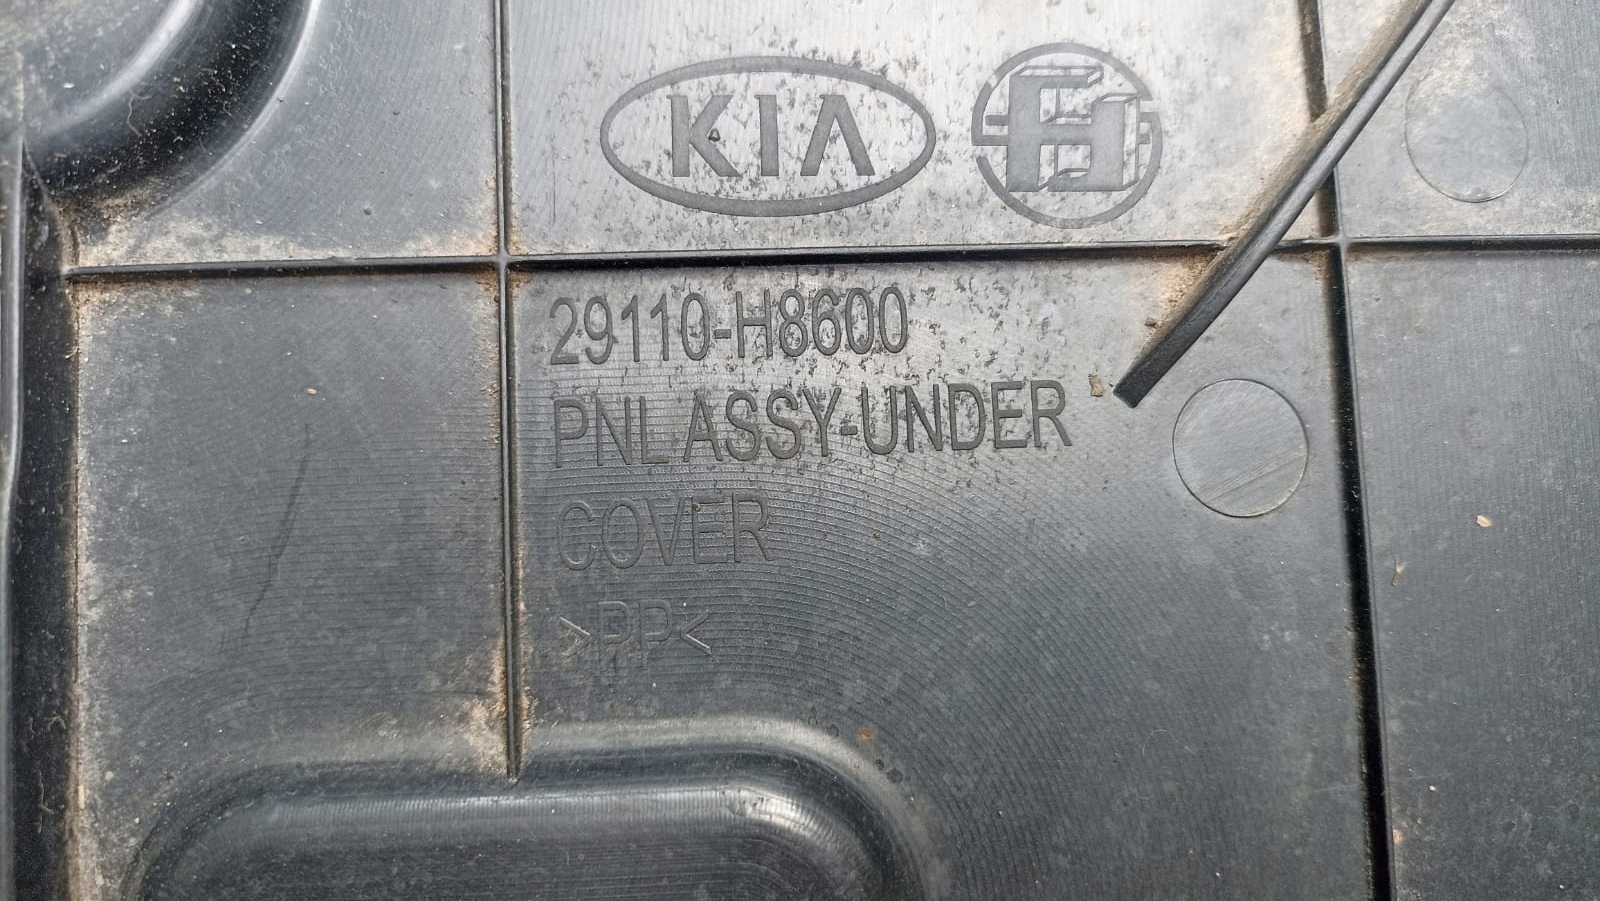 KIA
29110-H8600
PNL ASSY-UNDER
COVER
>PP<